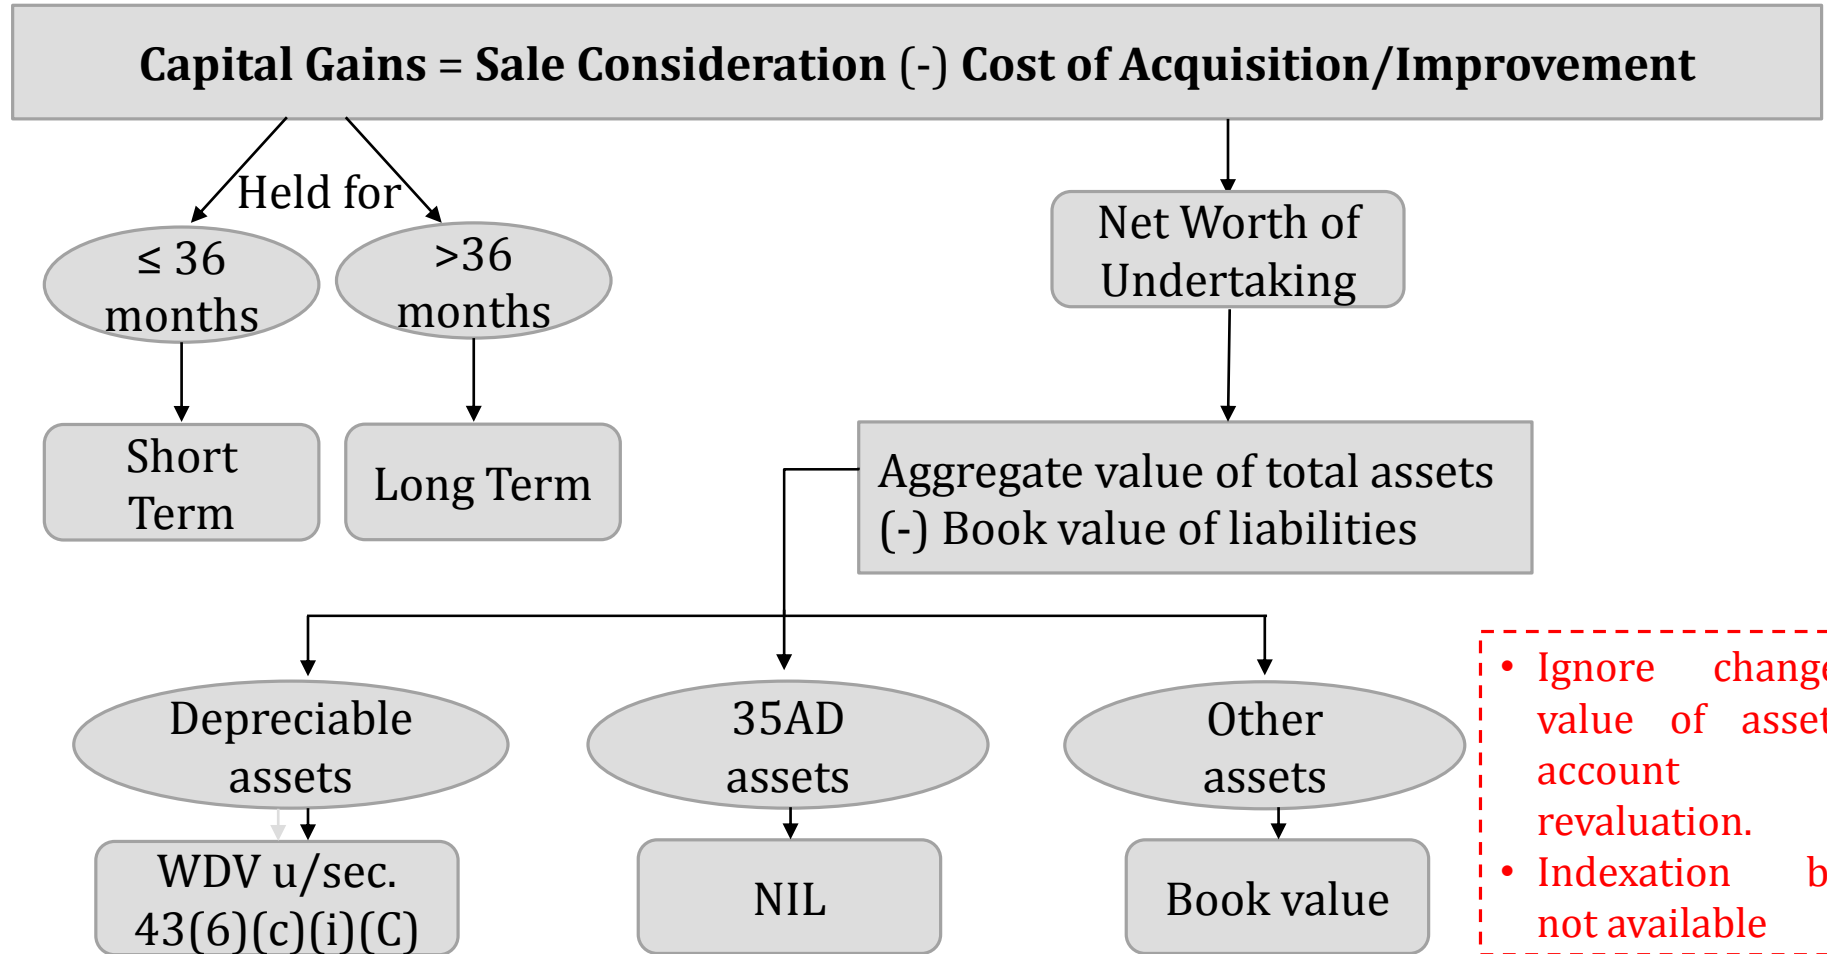 Capital Gains = Sale Consideration (-) Cost of Acquisition/Improvement
Held for
≤ 36
months
>36
months
Short
Term
Long Term
Net Worth of
Undertaking
Aggregate value of total assets
(-) Book value of liabilities
Depreciable
assets
35AD
assets
Other
assets
WDV u/sec.
43(6)(c)(i)(C)
NIL
Book value
• Ignore
value of
account
revaluation.
• Indexation
not available